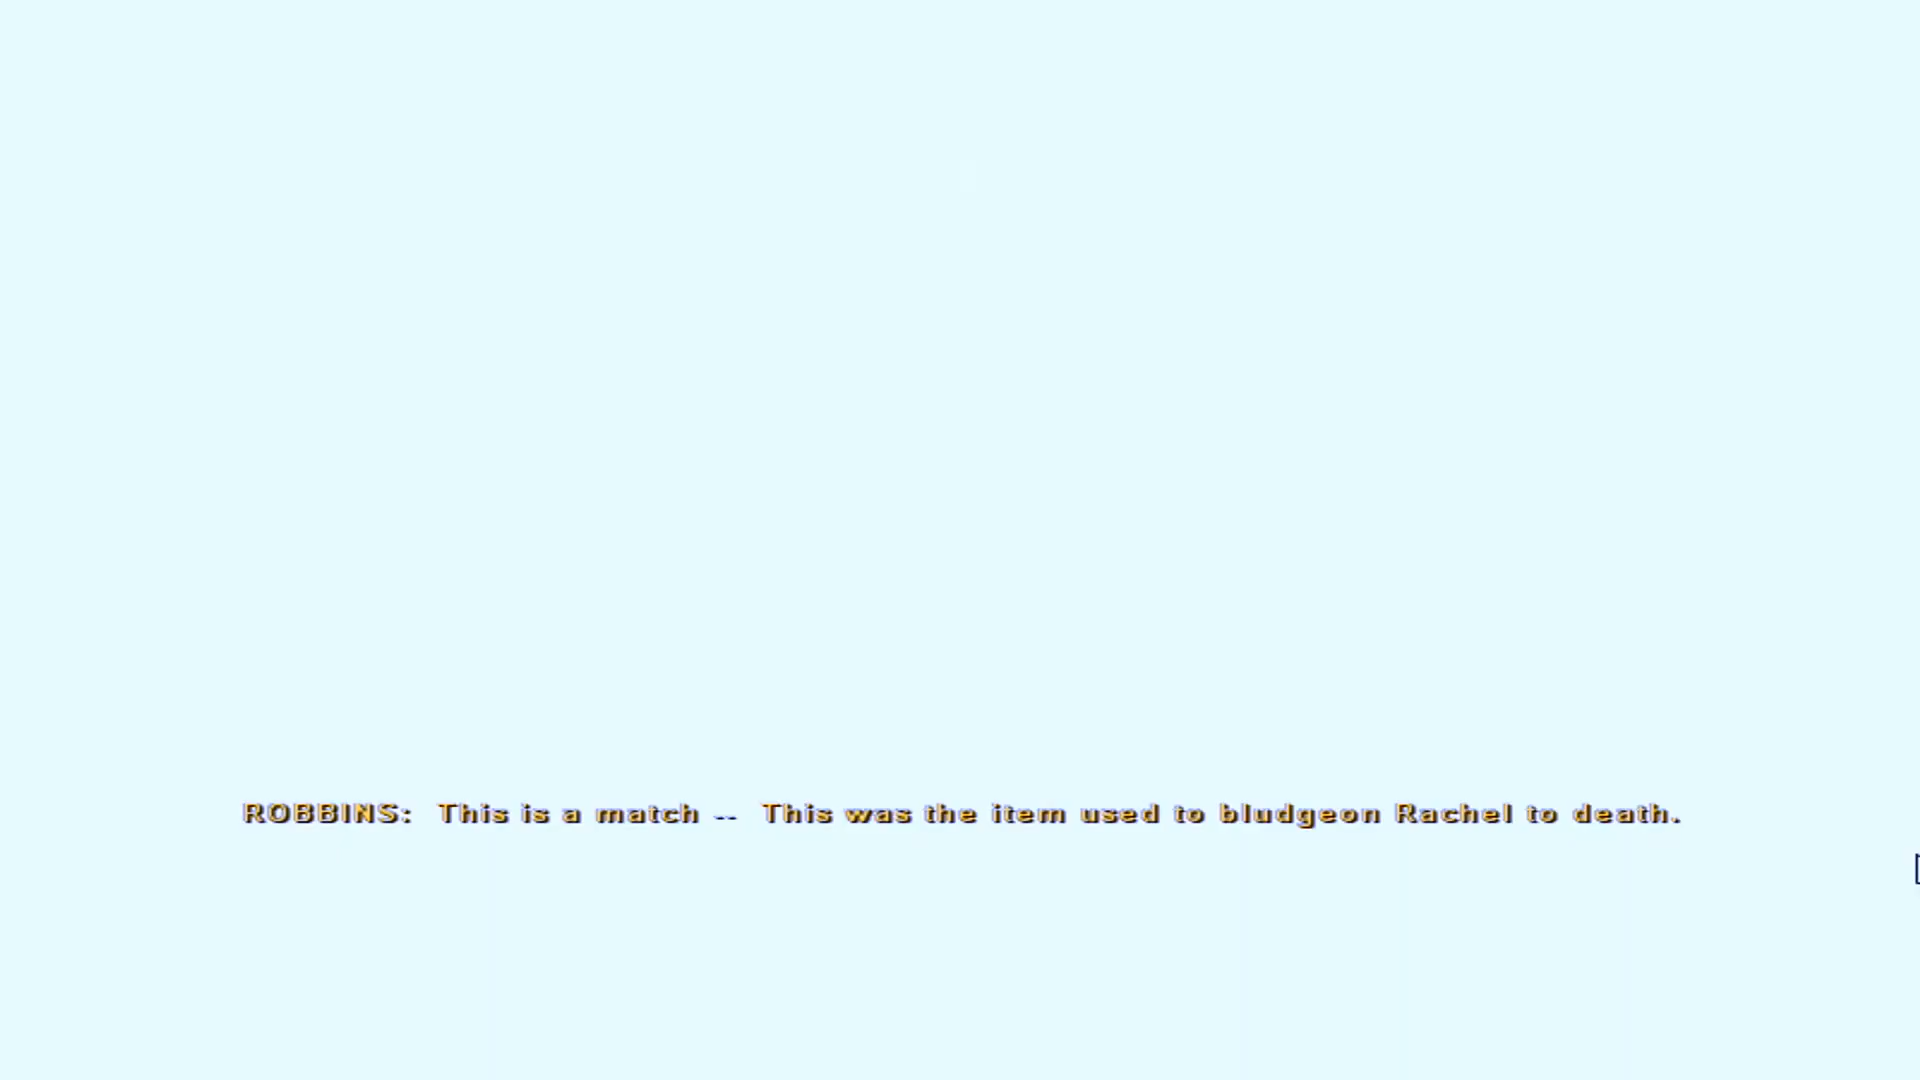 ROBBINS:  This is a match --  This was the item used to bludgeon Rachel to death.